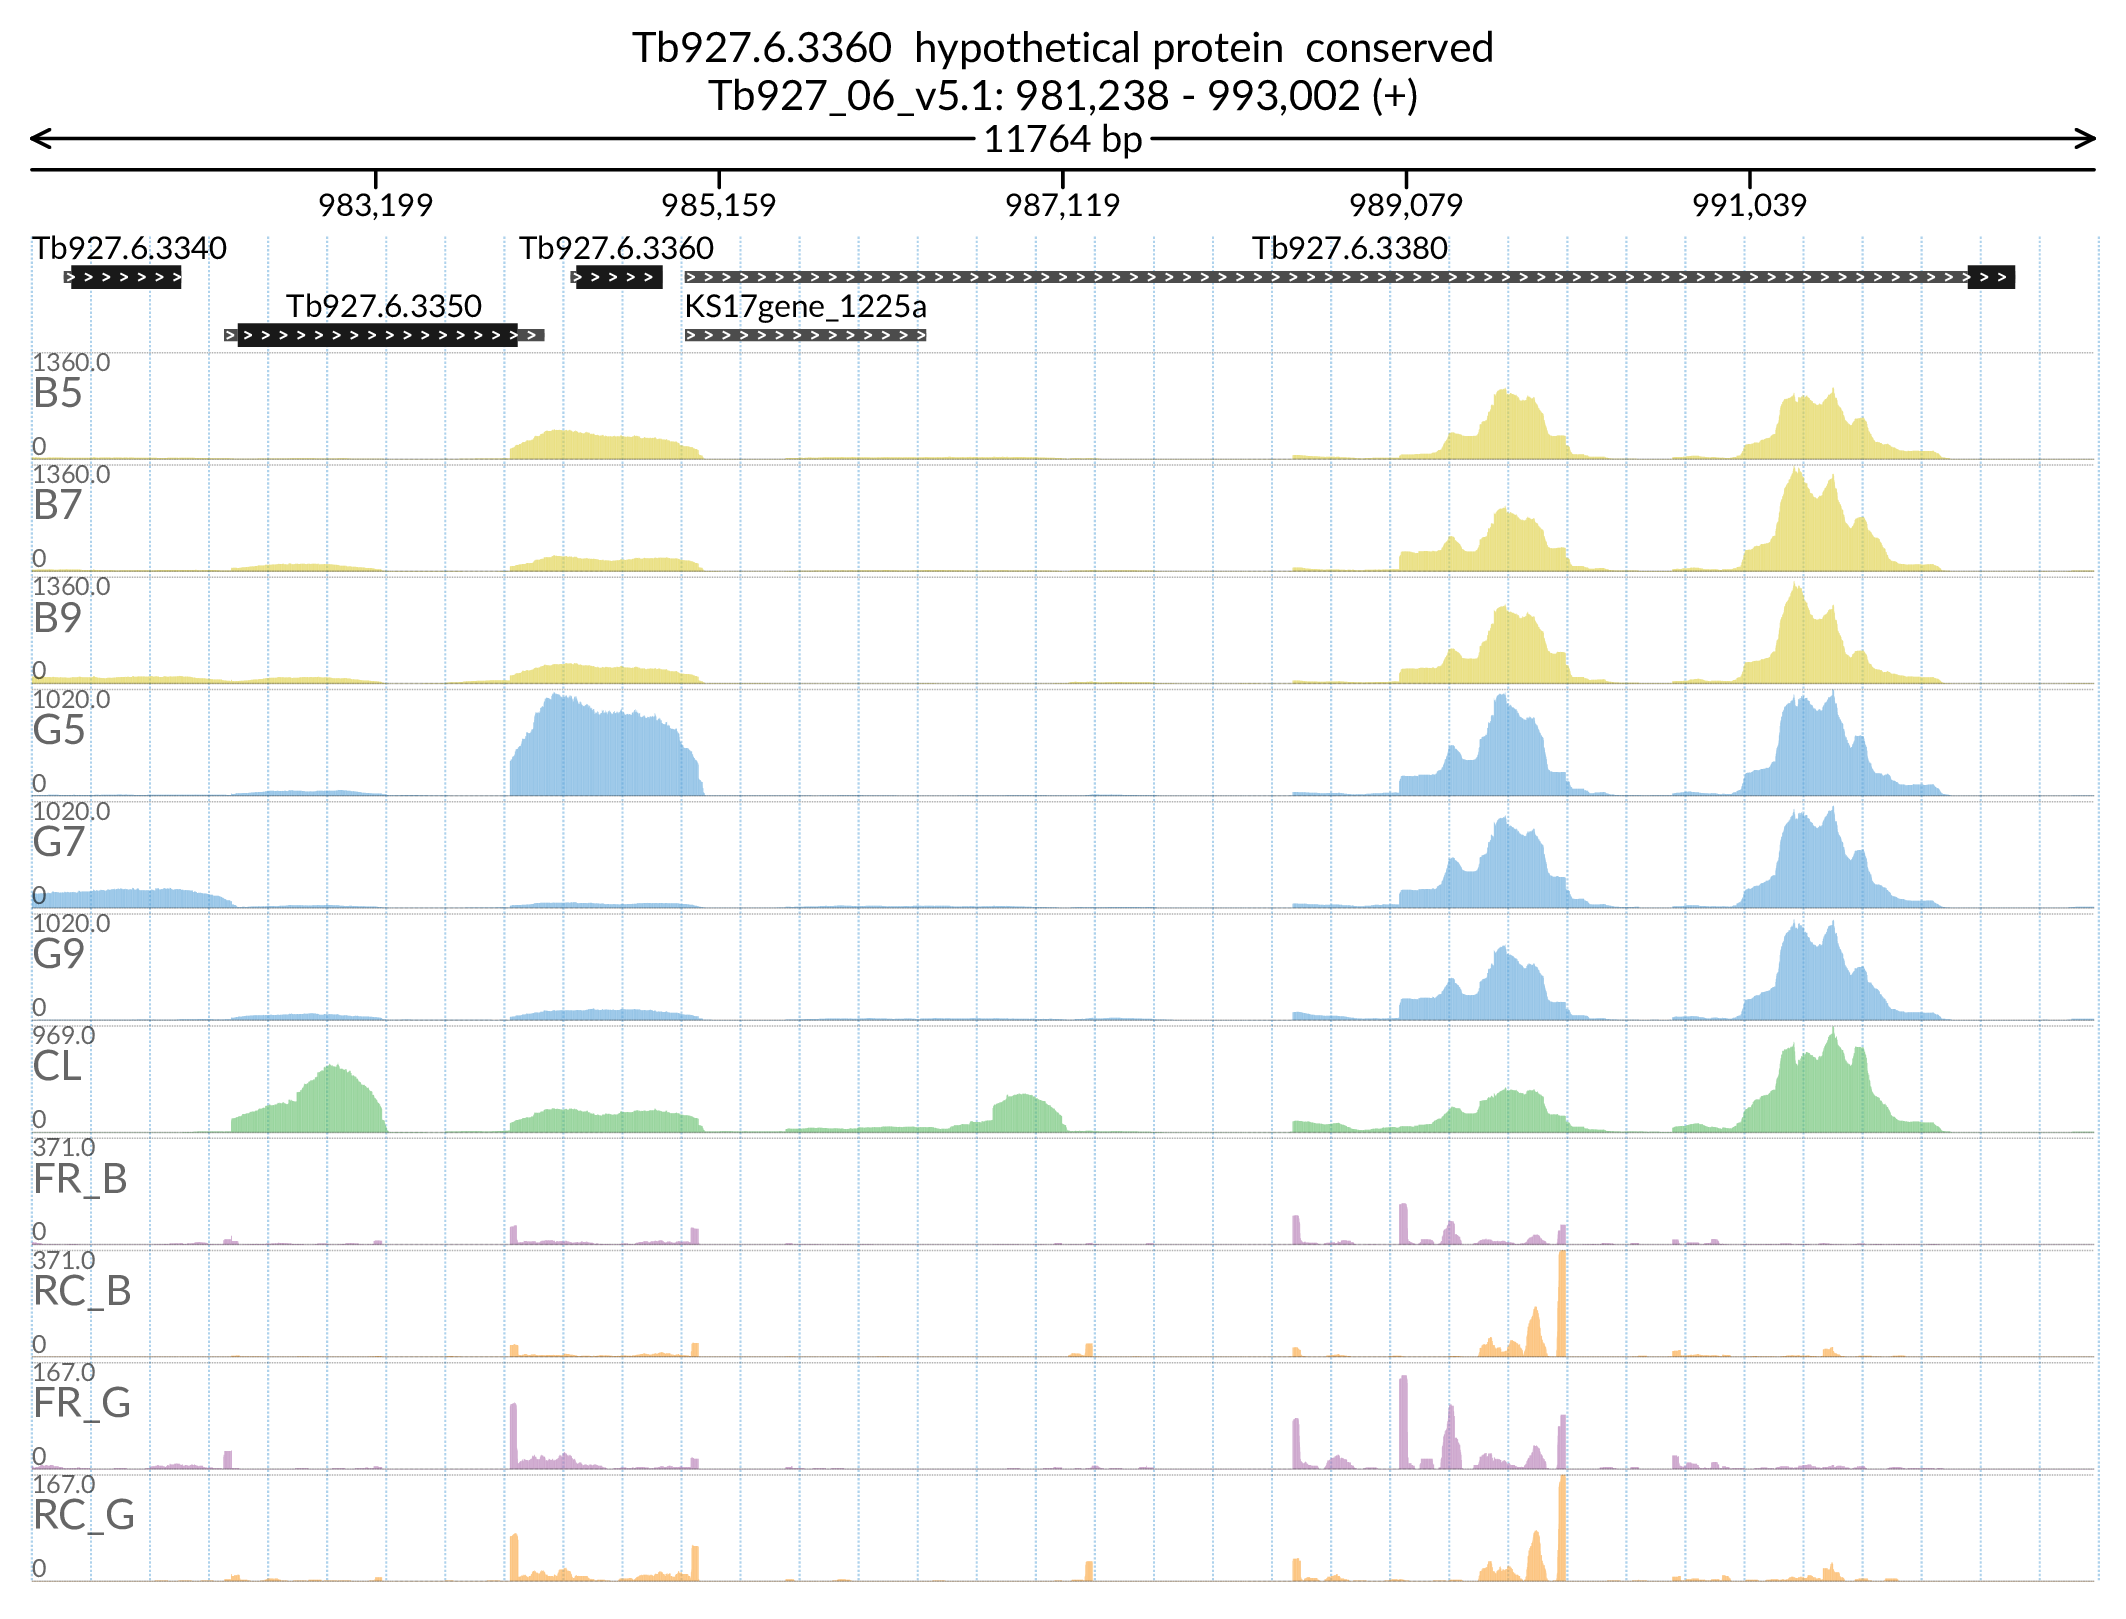 Tb927.6.3360  hypothetical protein  conserved
Tb927_06_v5.1: 981,238 - 993,002 (+)
11764 bp
983,199 985,159 987,119 989,079 991,039
Tb927.6.3340 Tb927.6.3360 Tb927.6.3380
Tb927.6.3350 KS17gene_1225a
1360.0
B5
0
1360.0
B7
0
1360.0
B9
0
1020.0
G5
0
1020.0
G7
0
1020.0
G9
0
969.0
CL
0
371.0
FR_B
0
371.0
RC_B
0
167.0
FR_G
0
167.0
RC_G
0